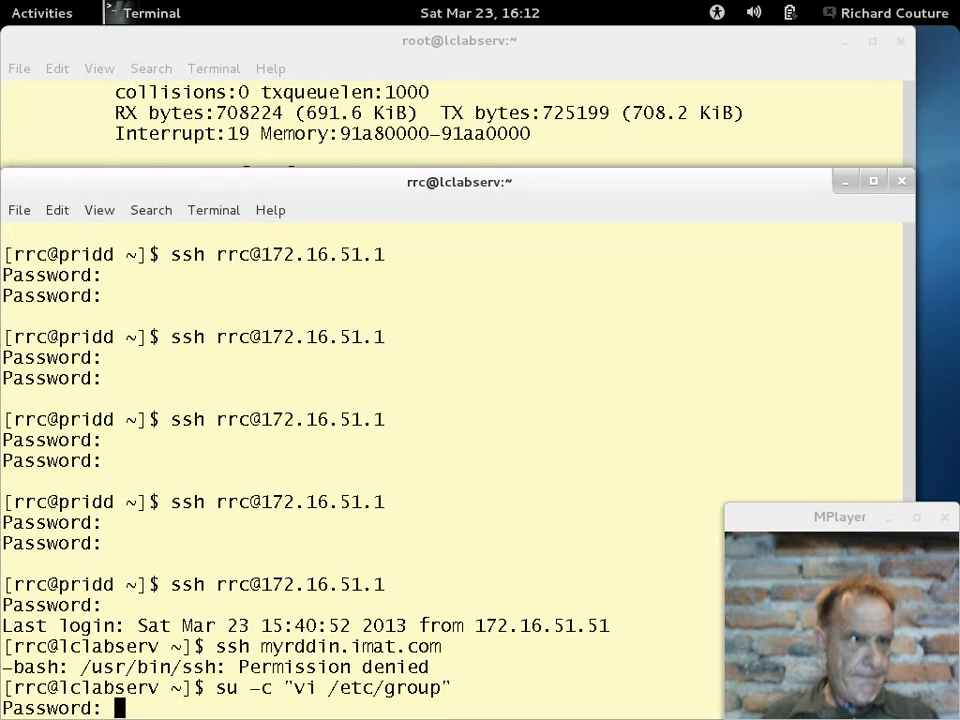 Activities Terminal Sat Mar 23, 16:12 Richard Couture
root@lclabserv:~
File Edit View Search Terminal Help
collisions:0 txqueuelen:1000
RX bytes:708224 (691.6 KiB)  TX bytes:725199 (708.2 KiB)
Interrupt:19 Memory:91a80000-91aa0000
rrc@lclabserv:~
File Edit View Search Terminal Help
[rrc@pridd ~]$ ssh rrc@172.16.51.1
Password:
Password:
[rrc@pridd ~]$ ssh rrc@172.16.51.1
Password:
Password:
[rrc@pridd ~]$ ssh rrc@172.16.51.1
Password:
Password:
[rrc@pridd ~]$ ssh rrc@172.16.51.1
Password:
Password:
[rrc@pridd ~]$ ssh rrc@172.16.51.1
Password:
Last login: Sat Mar 23 15:40:52 2013 from 172.16.51.51
[rrc@lclabserv ~]$ ssh myrddin.imat.com
-bash: /usr/bin/ssh: Permission denied
[rrc@lclabserv ~]$ su -c "vi /etc/group"
Password:
MPlayer